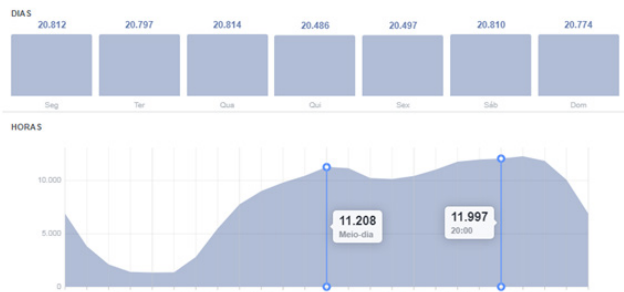 DIAS
20.812 20.797 20.814 20.486 20.497 20.810 20.774
Seg Ter Qua Qui Sex Sáb Dom
HORAS
10.000
11.208
Meio-dia
11.997
20:00
5.000
0